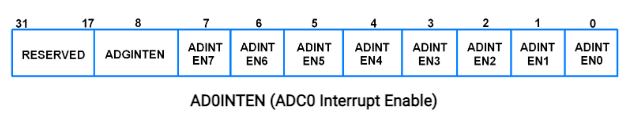 31 17 8 7 6 5 4 3 2 1 0
RESERVED ADGINTEN ADINT ADINT ADINT ADINT ADINT ADINT ADINT ADINT
EN7 EN6 EN5 EN4 EN3 EN2 EN1 EN0
AD0INTEN (ADC0 Interrupt Enable)